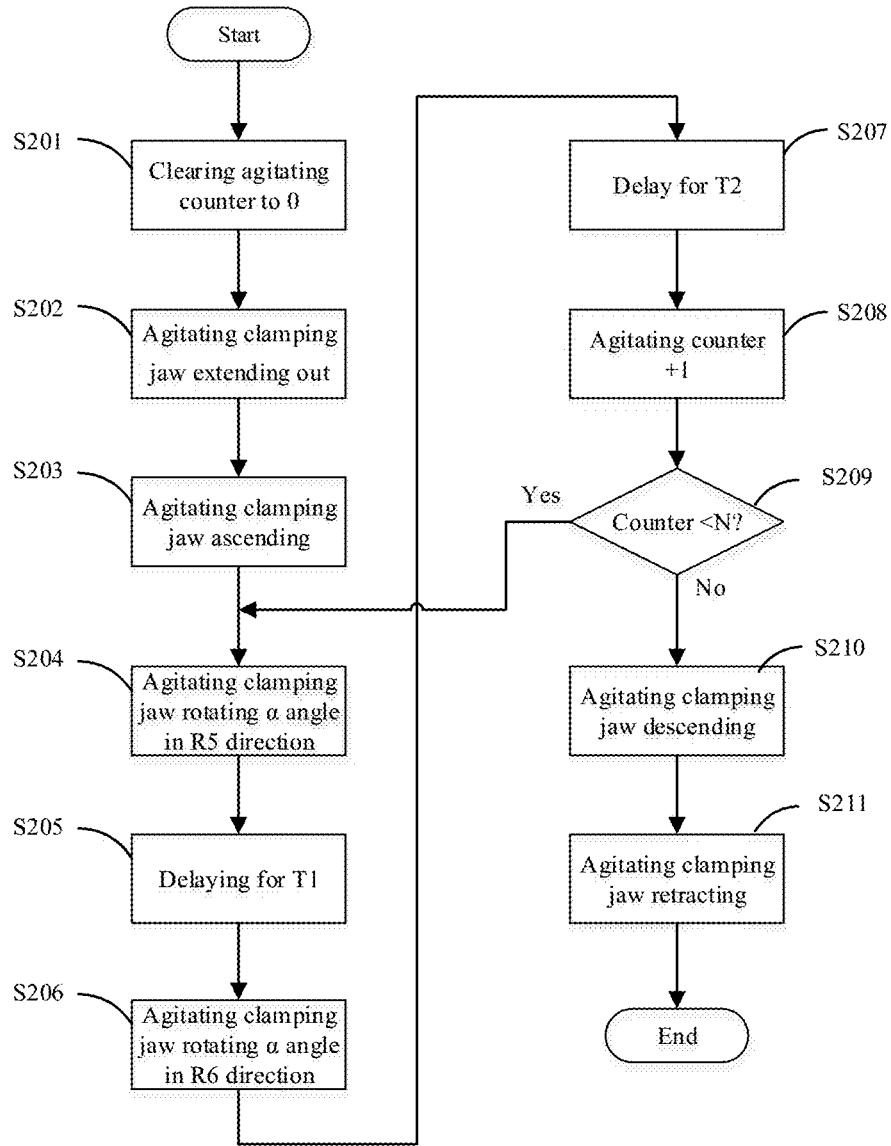 Start
S201
Clearing agitating
counter to 0
S202
Agitating clamping
jaw extending out
S203
Agitating clamping
jaw ascending
S204
Agitating clamping
jaw rotating α angle
in R5 direction
S205
Delaying for T1
S206
Agitating clamping
jaw rotating α angle
in R6 direction
S207
Delay for T2
S208
Agitating counter
+1
S209
Yes
Counter <N?
No
S210
Agitating clamping
jaw descending
S211
Agitating clamping
jaw retracting
End